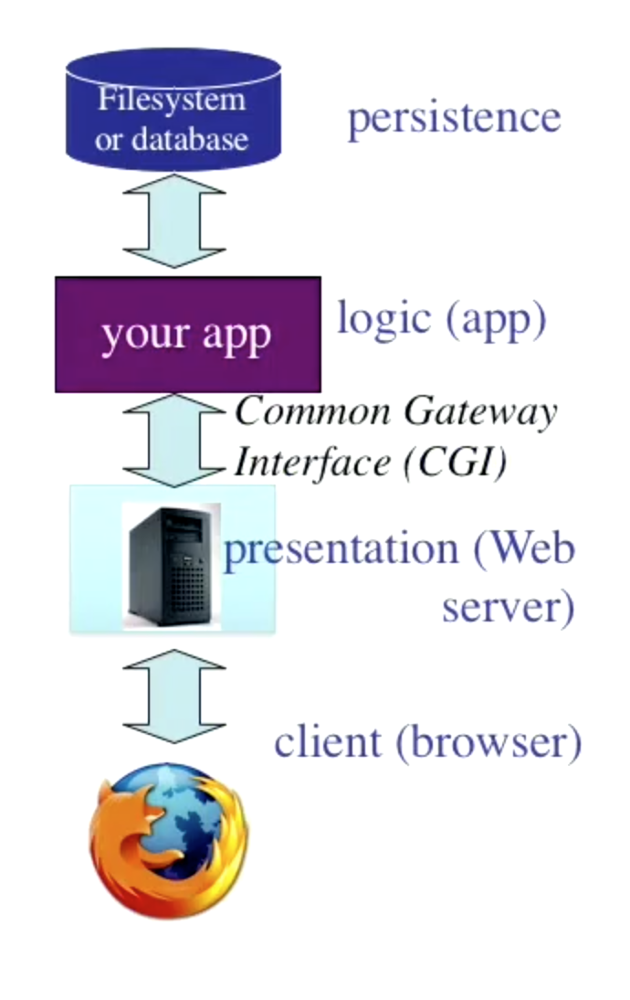 Filesystem
or database
persistence
your app
logic (app)
Common Gateway
Interface (CGI)
presentation (Web
server)
client (browser)